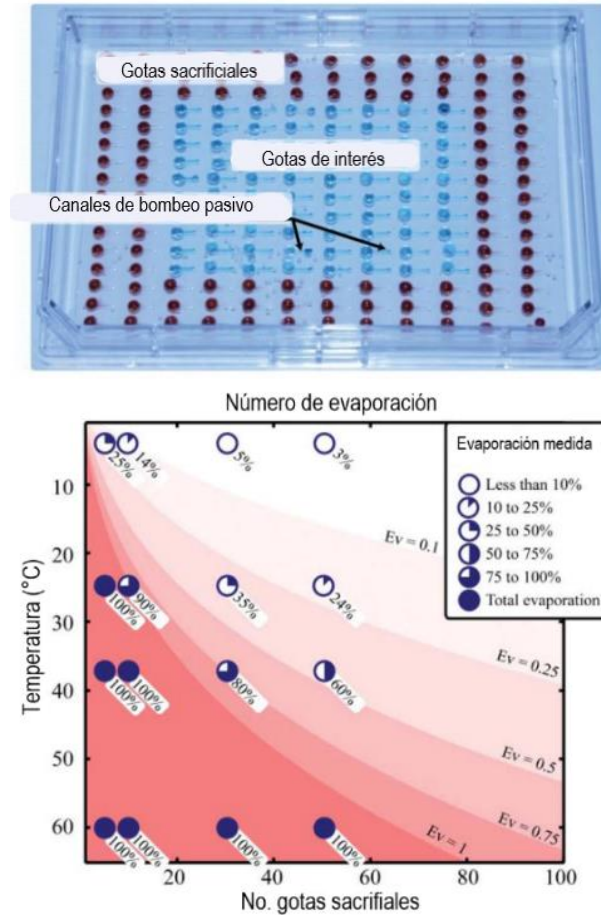 Gotas sacrificiales
Gotas de interés
Canales de bombeo pasivo
Número de evaporación
Evaporación medida
Less than 10%
10 to 25%
25 to 50%
50 to 75%
75 to 100%
Total evaporation
25%
14%
5%
3%
Ev = 0.1
100%
90%
35%
24%
Ev = 0.25
100%
100%
80%
60%
Ev = 0.5
Ev = 0.75
Ev = 1
100%
100%
100%
100%
Temperatura (°C)
10
20
30
40
50
60
20
40
60
80
100
No. gotas sacrifiales